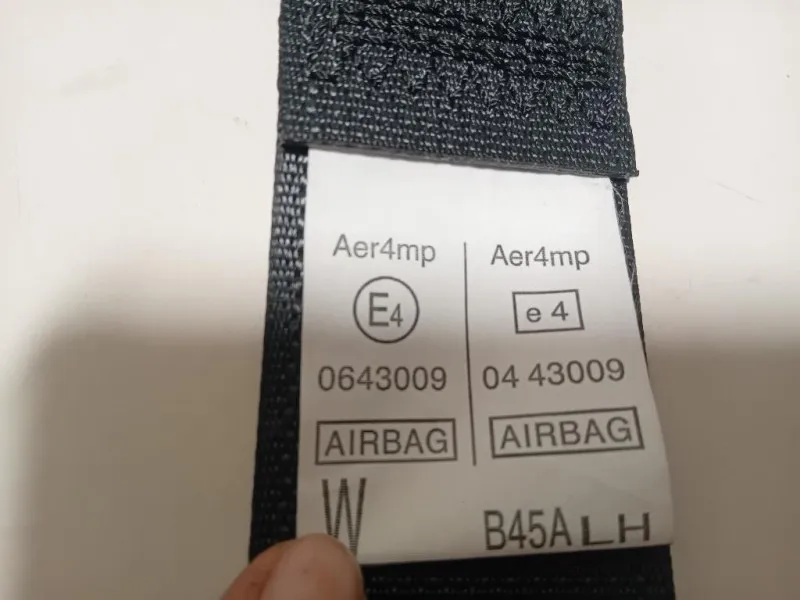 Aer4mp
E4
0643009
AIRBAG
Aer4mp
e 4
04 43009
AIRBAG
W
B45A LH